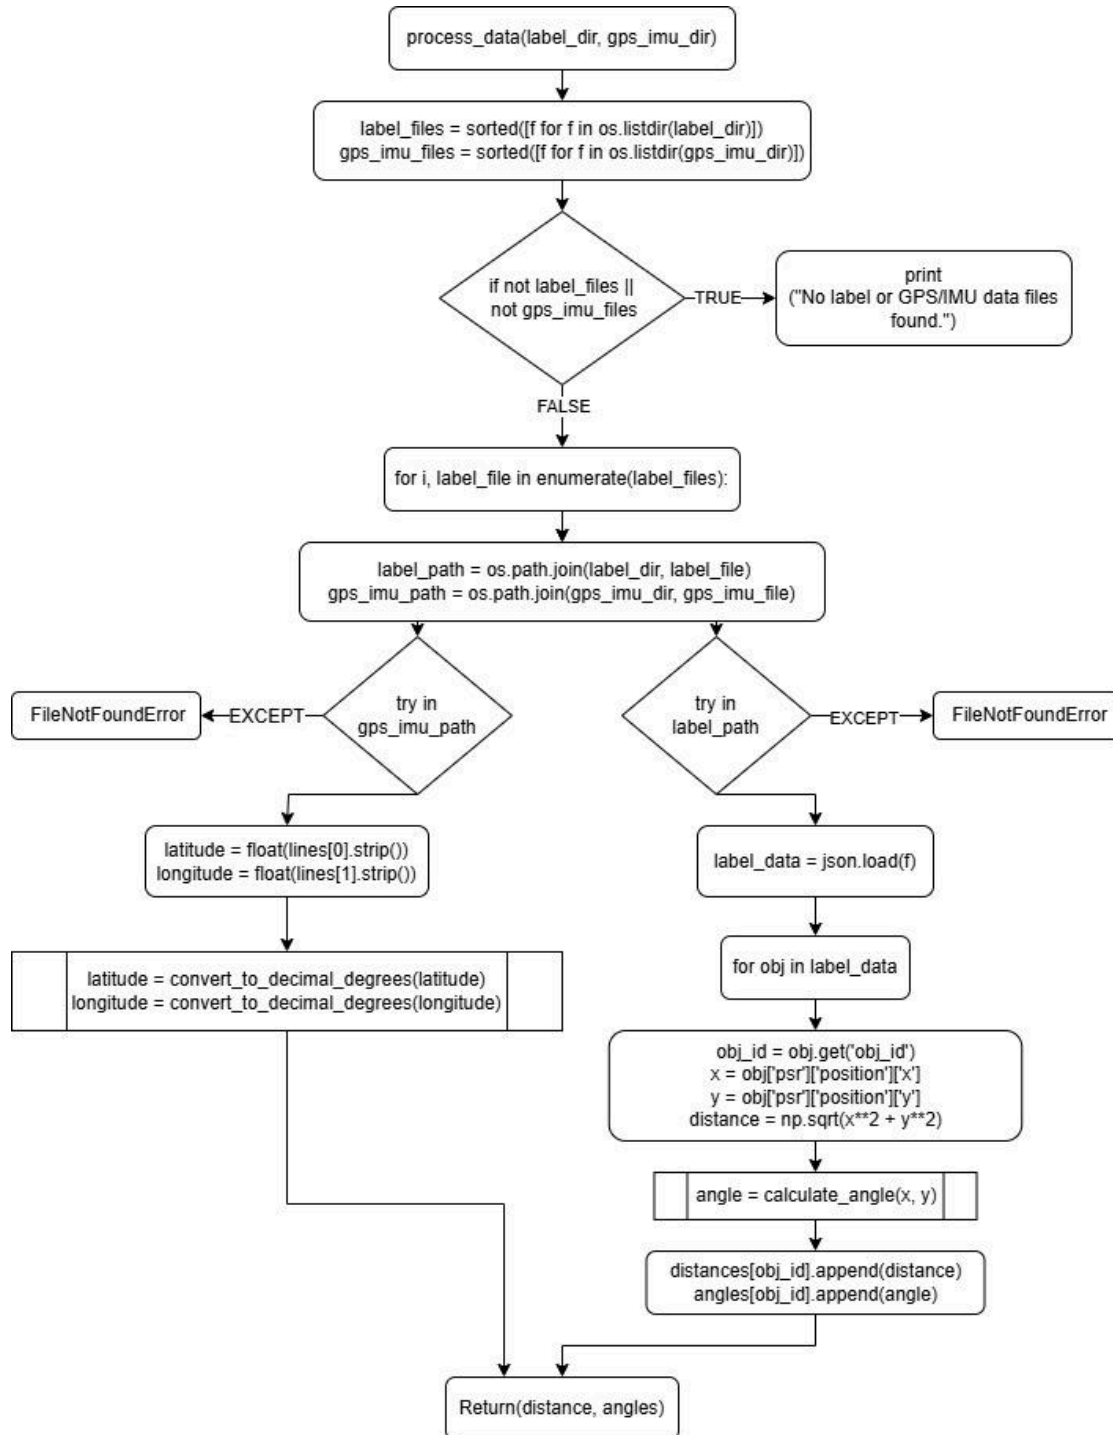 process_data(label_dir, gps_imu_dir)
label_files = sorted([f for f in os.listdir(label_dir)])
gps_imu_files = sorted([f for f in os.listdir(gps_imu_dir)])
if not label_files ||
not gps_imu_files
TRUE
print
("No label or GPS/IMU data files
found.")
FALSE
for i, label_file in enumerate(label_files):
label_path = os.path.join(label_dir, label_file)
gps_imu_path = os.path.join(gps_imu_dir, gps_imu_file)
FileNotFoundError
EXCEPT
try in
gps_imu_path
try in
label_path
EXCEPT
FileNotFoundError
latitude = float(lines[0].strip())
longitude = float(lines[1].strip())
label_data = json.load(f)
latitude = convert_to_decimal_degrees(latitude)
longitude = convert_to_decimal_degrees(longitude)
for obj in label_data
obj_id = obj.get('obj_id')
x = obj['psr']['position']['x']
y = obj['psr']['position']['y']
distance = np.sqrt(x**2 + y**2)
angle = calculate_angle(x, y)
distances[obj_id].append(distance)
angles[obj_id].append(angle)
Return(distance, angles)